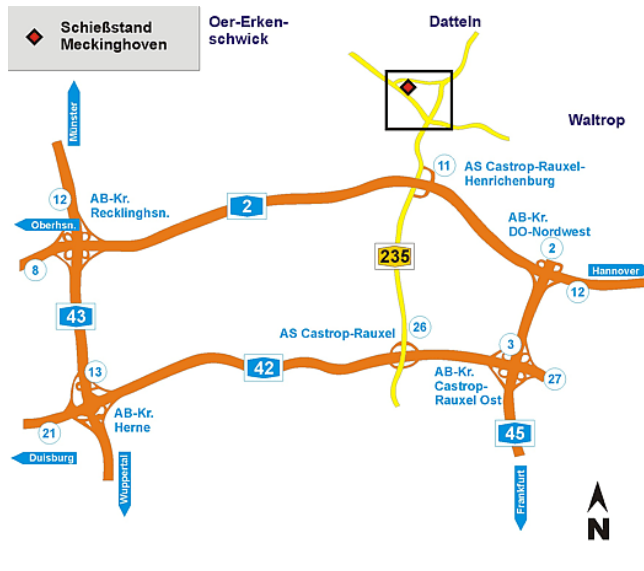 Schießstand
Meckinghoven
Oer-Erken-
schwick
Datteln
Waltrop
Münster
12
AB-Kr.
Recklinghsn.
Oberhsn.
8
2
11
AS Castrop-Rauxel-
Henrichenburg
AB-Kr.
DO-Nordwest
2
Hannover
12
235
43
AS Castrop-Rauxel
26
3
13
42
AB-Kr.
Castrop-
Rauxel Ost
27
AB-Kr.
Herne
21
45
Duisburg
Wuppertal
Frankfurt
N